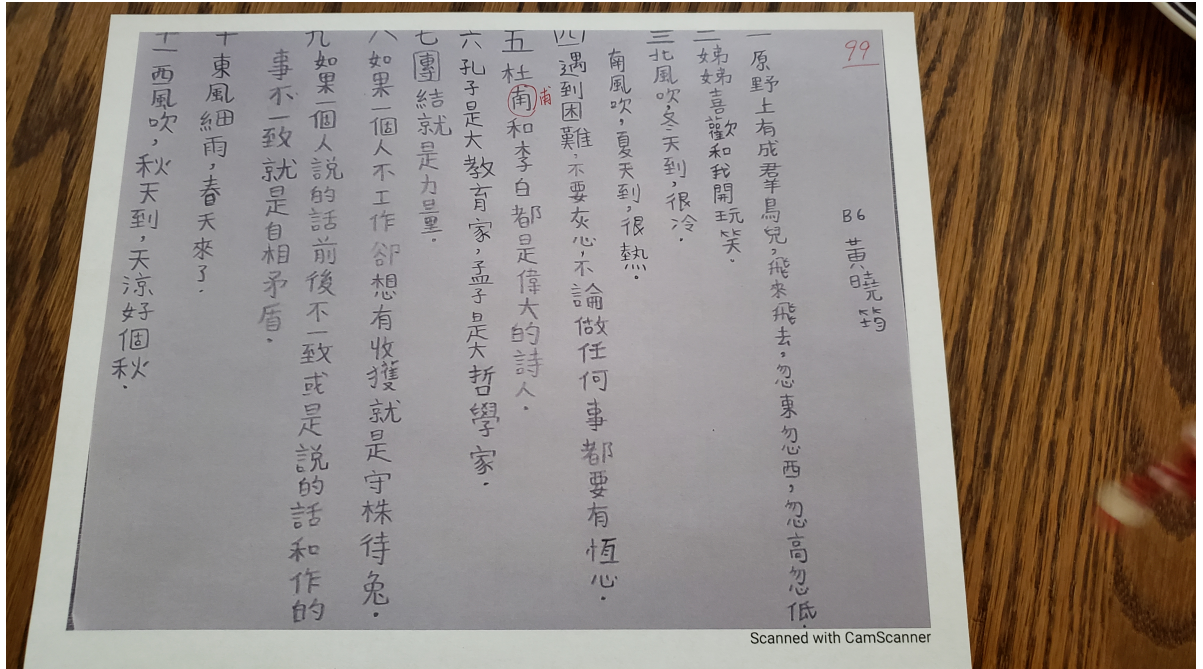 99
B6 黃曉筠
一 原野上有成羣鳥兒,飛來飛去,忽東忽西,忽高忽低.
二 娣娣喜歡和我開玩笑.
三 北風吹,冬天到,很冷.
南風吹,夏天到,很熱.
四 遇到困難,不要灰心,不論做任何事都要有恆心.
五 杜甫和李白都是偉大的詩人.
甫
六 孔子是大教育家,孟子是大哲學家.
七 團結就是力量.
八 如果一個人不工作卻想有收獲就是守株待兔.
九 如果一個人說的話前後不一致或是說的話和作的
事不一致就是自相矛盾.
十 東風細雨,春天來了.
十一 西風吹,秋天到,天涼好個秋.
Scanned with CamScanner